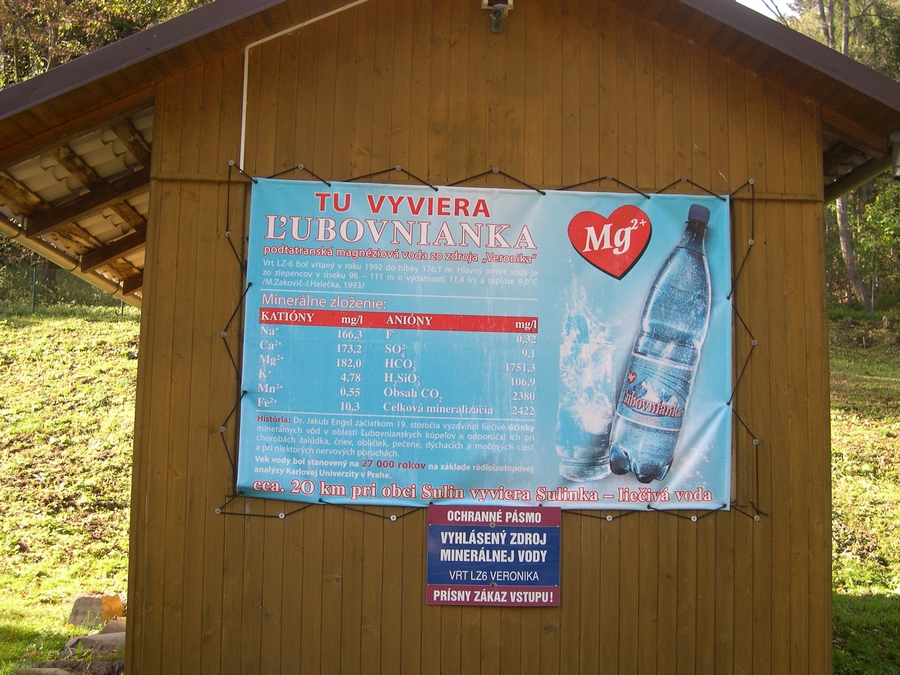 TU VYVIERA
ĽUBOVNIANKA
podtatranská magnéziová voda zo zdroja „Veronika“
Vrt LZ-6 bol vŕtaný v roku 1992 do hĺbky 176,1 m. Hlavný prítok vody je
zo zlepencov v úseku 96 – 111 m o výdatnosti 11,4 l/s a teplote 9,0°C
/M.Zakovič-J.Halečka, 1993/
Mg²⁺
Minerálne zloženie:
KATIÓNY mg/l ANIÓNY mg/l
Na⁺ 166,3 F⁻ 0,32
Ca²⁺ 173,2 SO₄²⁻ 9,1
Mg²⁺ 182,0 HCO₃⁻ 1751,3
K⁺ 4,78 H₂SiO₃ 106,9
Mn²⁺ 0,55 Obsah CO₂ 2380
Fe²⁺ 10,3 Celková mineralizácia 2422
Ľubovnianka
História: Dr. Jakub Engel začiatkom 19. storočia vyzdvihol liečivé účinky
minerálnych vôd v oblasti Ľubovnianskych kúpeľov a odporúčal ich pri
chorobách žalúdka, čriev, obličiek, pečene, dýchacích a močových ciest
a pri niektorých nervových poruchách.
Vek vody bol stanovený na 27 000 rokov na základe rádioizotopovej
analýzy Karlovej Univerzity v Prahe.
cca. 20 km pri obci Sulin vyviera Sulinka – liečivá voda
OCHRANNÉ PÁSMO
VYHLÁSENÝ ZDROJ
MINERÁLNEJ VODY
VRT LZ6 VERONIKA
PRÍSNY ZÁKAZ VSTUPU!